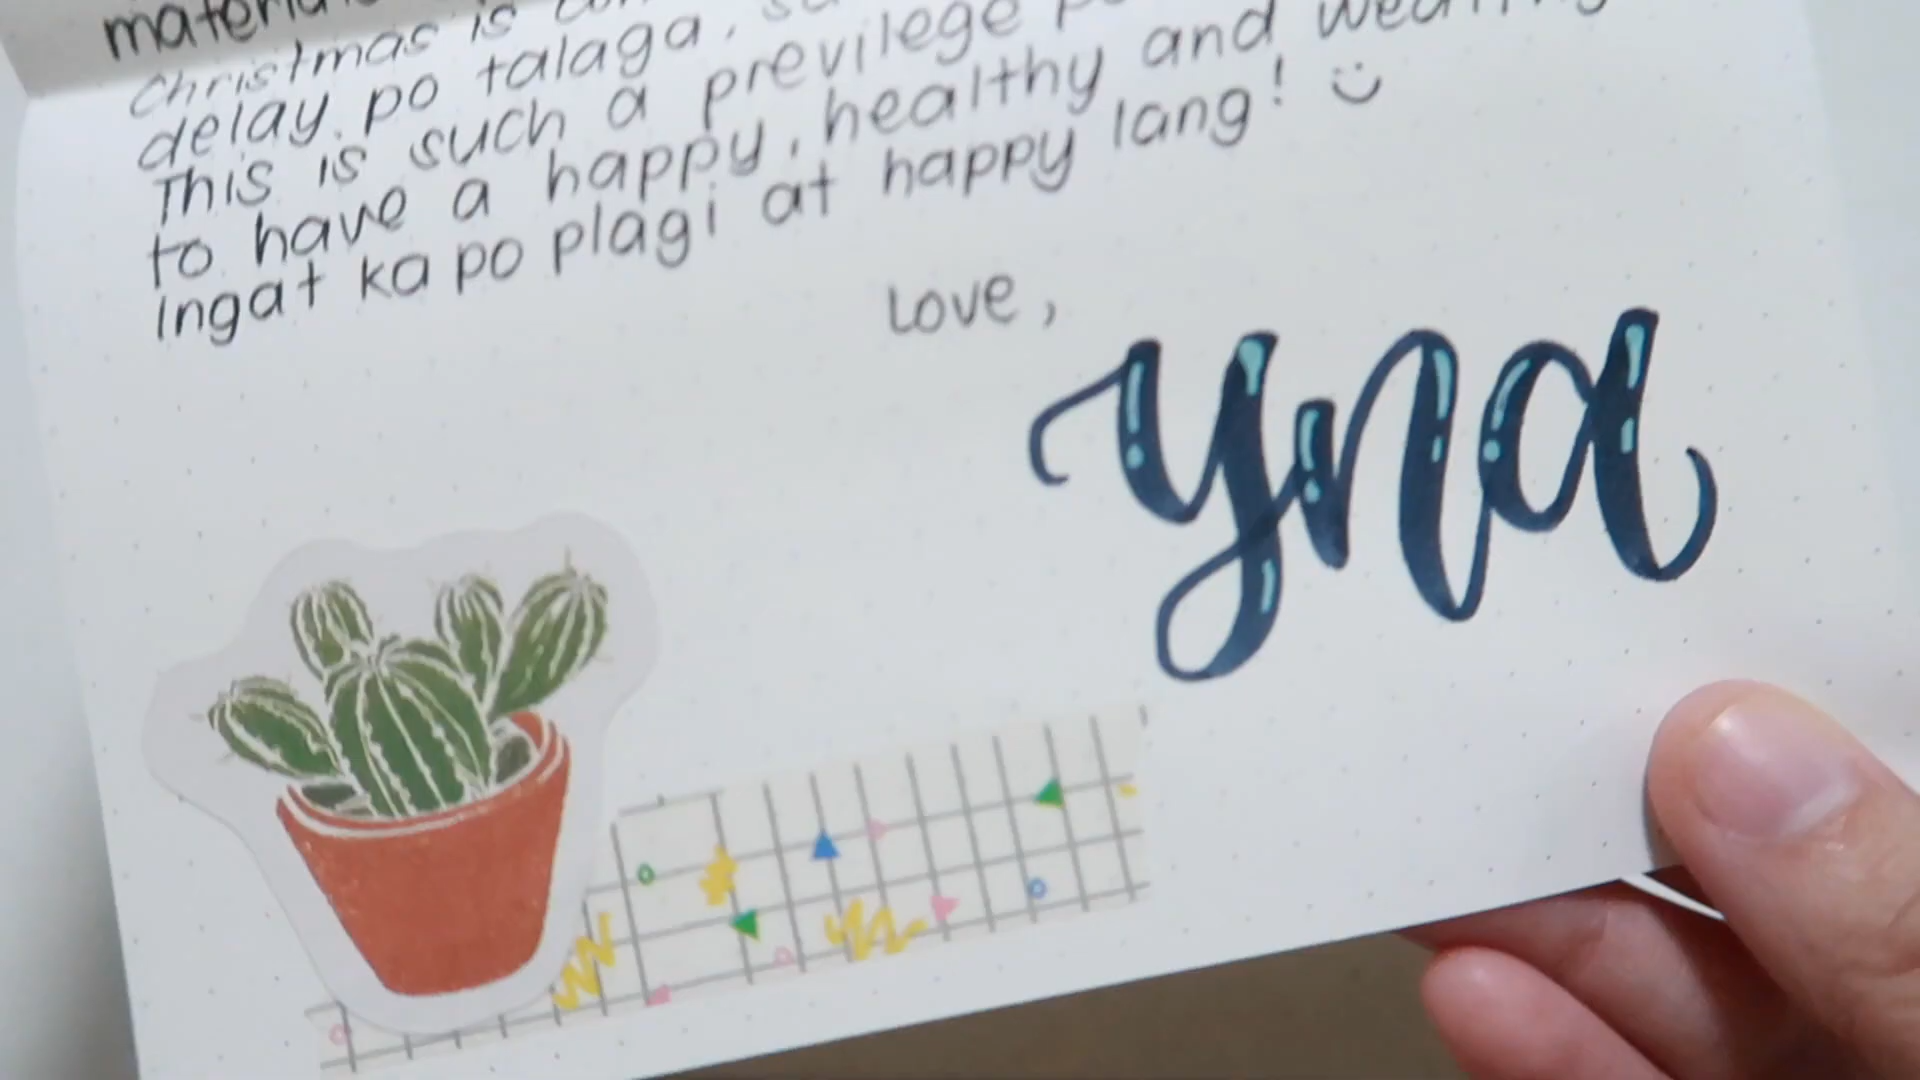 Christmas is
delay po talaga,
This is such a previlege
to have a happy, healthy and
ingat ka po plagi at happy lang! :)
Love,
yna